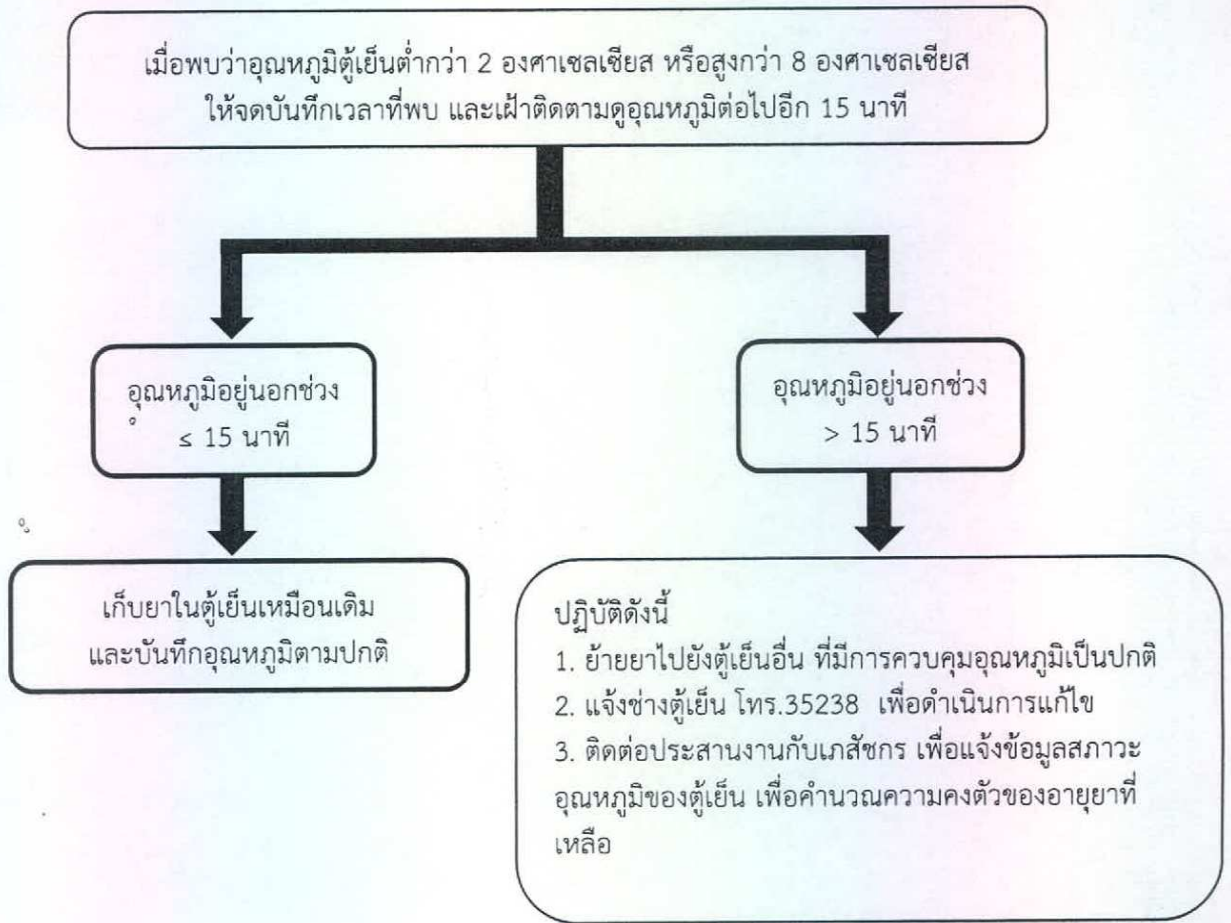 เมื่อพบว่าอุณหภูมิตู้เย็นต่ำกว่า 2 องศาเซลเซียส หรือสูงกว่า 8 องศาเซลเซียส
ให้จดบันทึกเวลาที่พบ และเฝ้าติดตามดูอุณหภูมิต่อไปอีก 15 นาที
อุณหภูมิอยู่นอกช่วง
≤ 15 นาที
อุณหภูมิอยู่นอกช่วง
> 15 นาที
เก็บยาในตู้เย็นเหมือนเดิม
และบันทึกอุณหภูมิตามปกติ
ปฏิบัติดังนี้
1. ย้ายยาไปยังตู้เย็นอื่น ที่มีการควบคุมอุณหภูมิเป็นปกติ
2. แจ้งช่างตู้เย็น โทร.35238 เพื่อดำเนินการแก้ไข
3. ติดต่อประสานงานกับเภสัชกร เพื่อแจ้งข้อมูลสภาวะ
อุณหภูมิของตู้เย็น เพื่อคำนวณความคงตัวของอายุยาที่
เหลือ